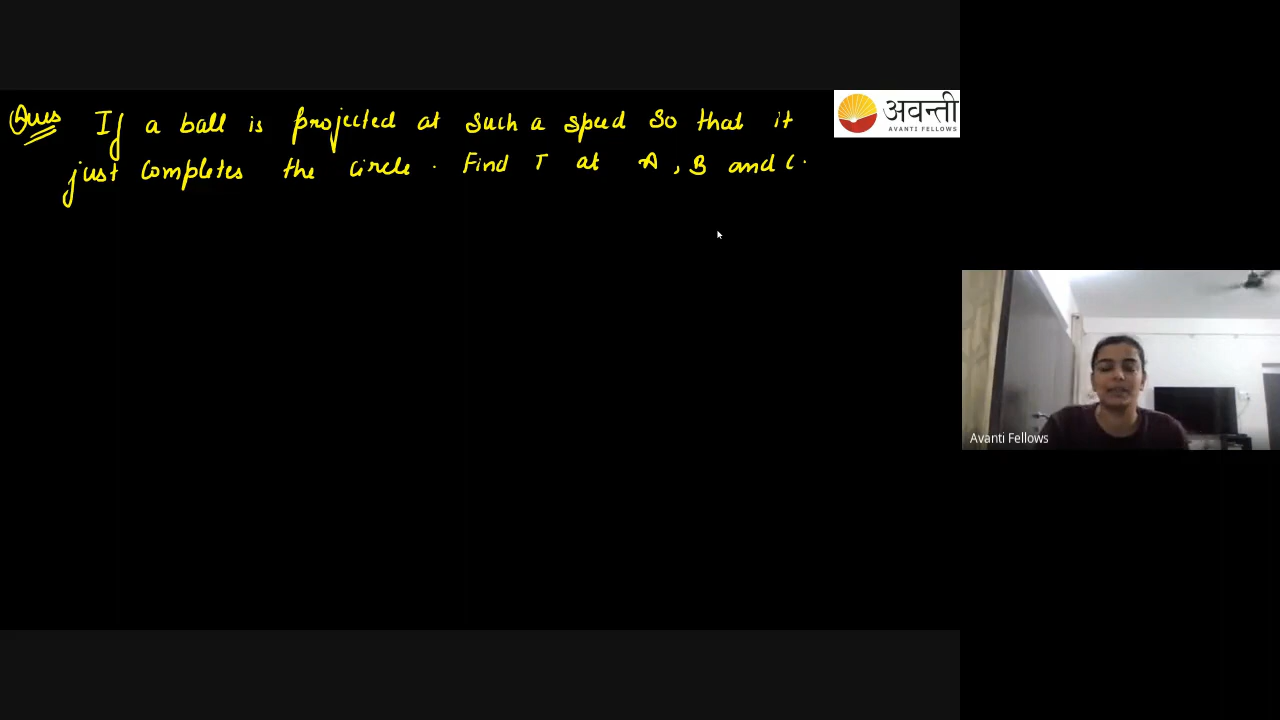 Ques If a ball is projected at such a speed so that it
just completes the circle. Find T at A, B and C.
अवन्ती
AVANTI FELLOWS
Avanti Fellows